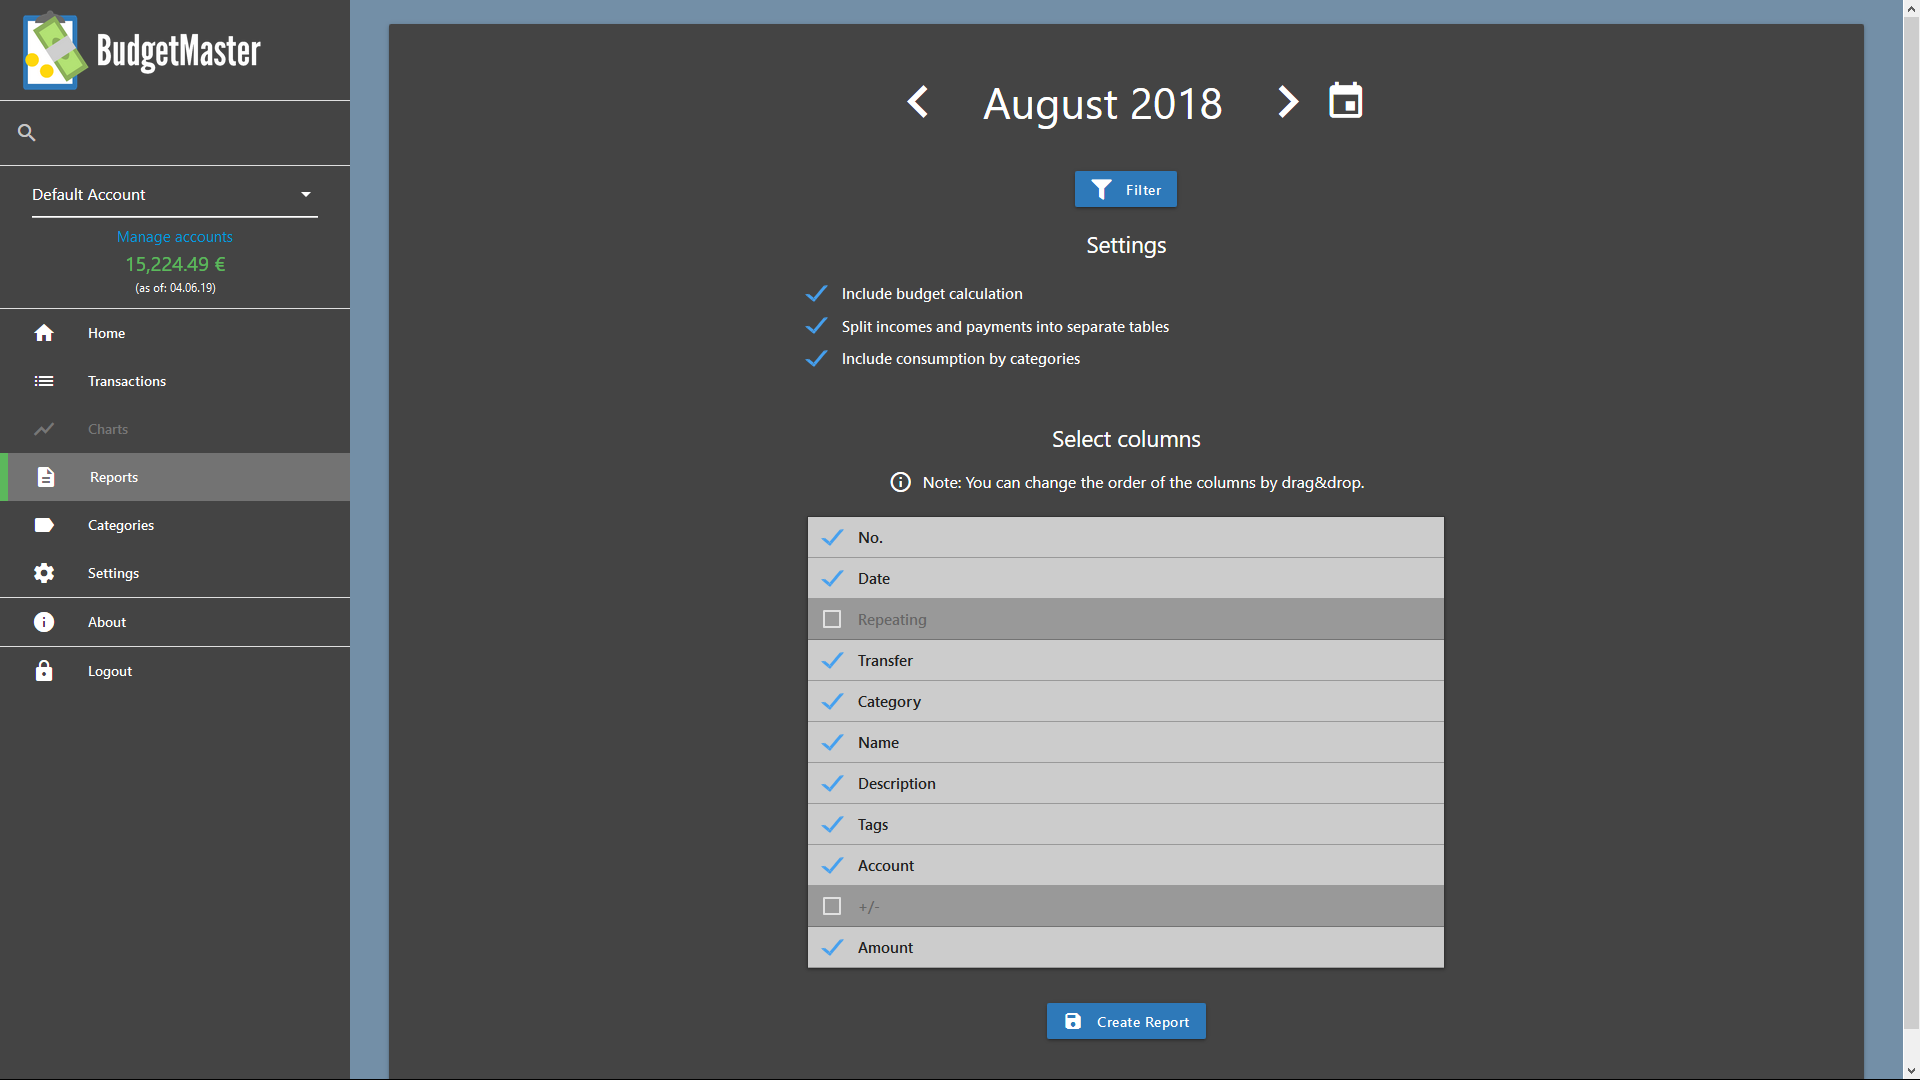 BudgetMaster
Default Account
Manage accounts
15,224.49 €
(as of: 04.06.19)
Home
Transactions
Charts
Reports
Categories
Settings
About
Logout
August 2018
Filter
Settings
Include budget calculation
Split incomes and payments into separate tables
Include consumption by categories
Select columns
Note: You can change the order of the columns by drag&drop.
No.
Date
Repeating
Transfer
Category
Name
Description
Tags
Account
+/-
Amount
Create Report